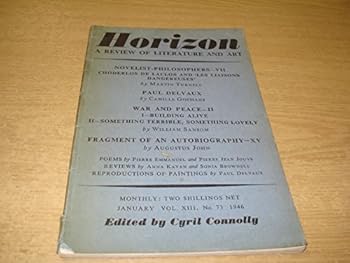 Horizon
A REVIEW OF LITERATURE AND ART
NOVELIST-PHILOSOPHERS—VII
CHODERLOS DE LACLOS AND 'LES LIAISONS
DANGEREUSES'
by MARTIN TURNELL
PAUL DELVAUX
by CAMILLE GOEMANS
WAR AND PEACE—II
I—BUILDING ALIVE
II—SOMETHING TERRIBLE, SOMETHING LOVELY
by WILLIAM SANSOM
FRAGMENT OF AN AUTOBIOGRAPHY—XV
by AUGUSTUS JOHN
POEMS by PIERRE EMMANUEL and PIERRE JEAN JOUVE
REVIEWS by ANNA KAVAN and SONIA BROWNELL
REPRODUCTIONS OF PAINTINGS by PAUL DELVAUX
MONTHLY: TWO SHILLINGS NET
JANUARY VOL. XIII, No. 73 1946
Edited by Cyril Connolly